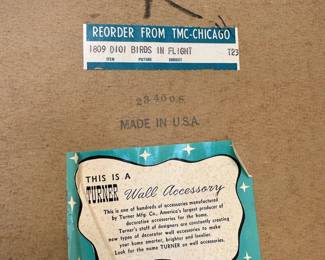 REORDER FROM TMC-CHICAGO
1809 DIOI BIRDS IN FLIGHT T23
ITEM PICTURE
23400S
MADE IN U.S.A.
THIS IS A
TURNER Wall Accessory
This is one of hundreds of accessories manufactured
by Turner Mfg. Co., America's largest producer of
decorative accessories for the home.
Turner's staff of designers are constantly creating
new types of decorator wall accessories to make
your home smarter, brighter and livelier.
Look for the name TURNER on wall accessories.